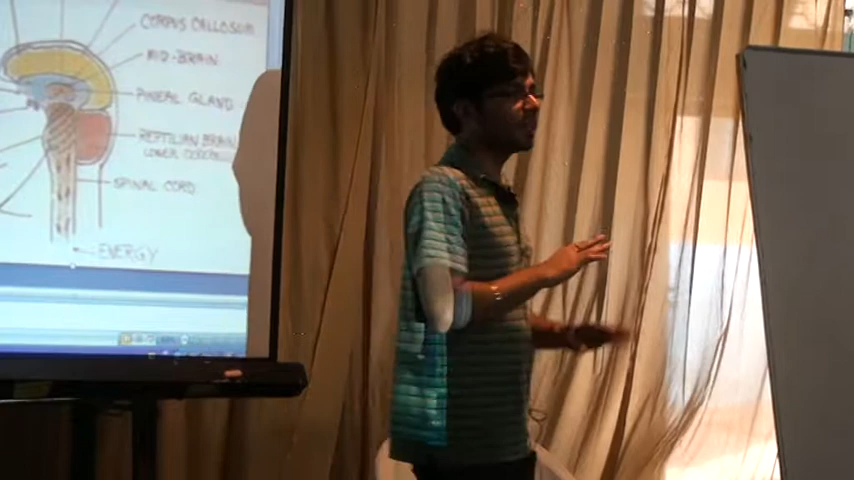 CORPUS CALLOSUM
MID-BRAIN
PINEAL GLAND
REPTILIAN BRAIN
SPINAL CORD
ENERGY